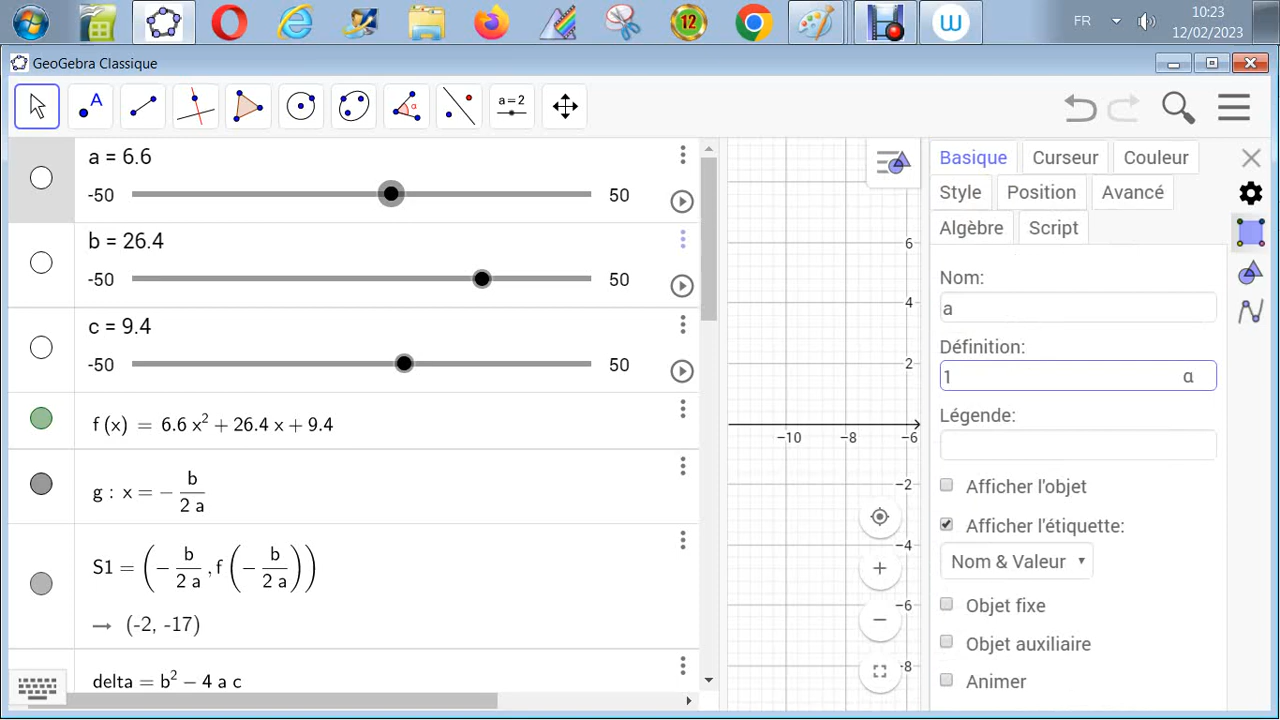 FR
10:23
12/02/2023
12
W
GeoGebra Classique
A
α
a=2
a = 6.6
-50
50
b = 26.4
-50
50
c = 9.4
-50
50
f (x) = 6.6 x² + 26.4 x + 9.4
g : x = − b / 2 a
S1 = (− b / 2 a , f (− b / 2 a))
→ (-2, -17)
delta = b² − 4 a c
6
4
2
-10
-8
-6
-2
-4
-6
-8
Basique
Curseur
Couleur
Style
Position
Avancé
Algèbre
Script
Nom:
a
Définition:
1
α
Légende:
Afficher l'objet
Afficher l'étiquette:
Nom & Valeur
Objet fixe
Objet auxiliaire
Animer